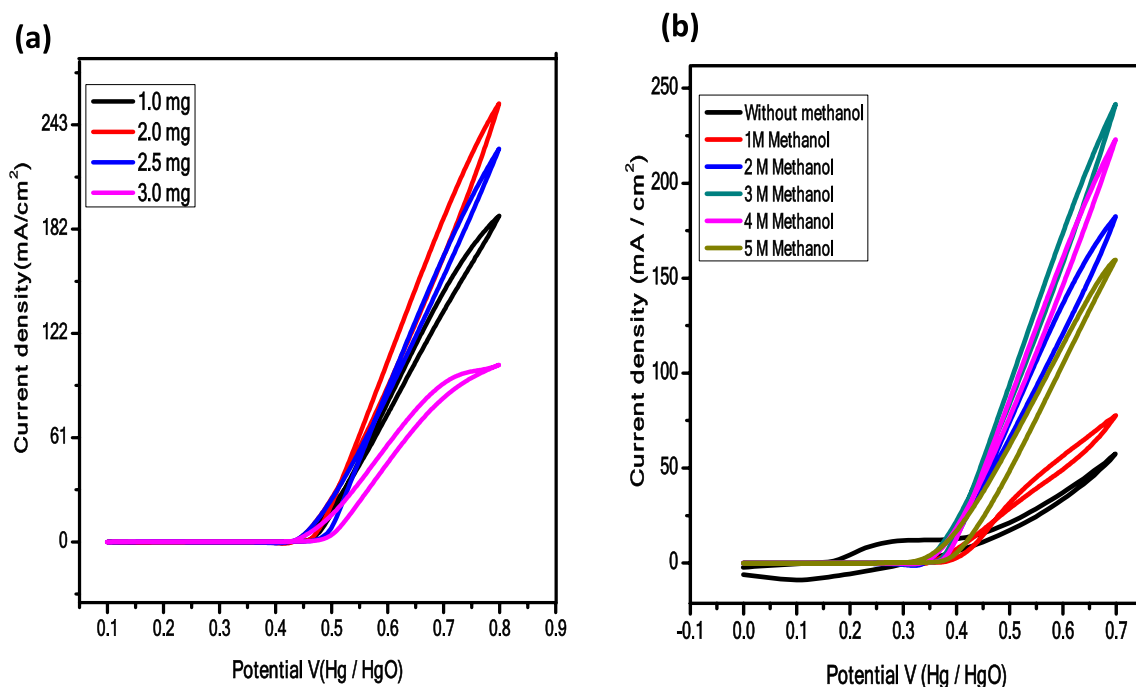 (a)
1.0 mg
2.0 mg
2.5 mg
3.0 mg
243
182
122
61
0
0.1 0.2 0.3 0.4 0.5 0.6 0.7 0.8 0.9
Current density(mA/cm²)
Potential V(Hg / HgO)
(b)
Without methanol
1M Methanol
2 M Methanol
3 M Methanol
4 M Methanol
5 M Methanol
250
200
150
100
50
0
-0.1 0.0 0.1 0.2 0.3 0.4 0.5 0.6 0.7
Current density (mA / cm²)
Potential V (Hg / HgO)